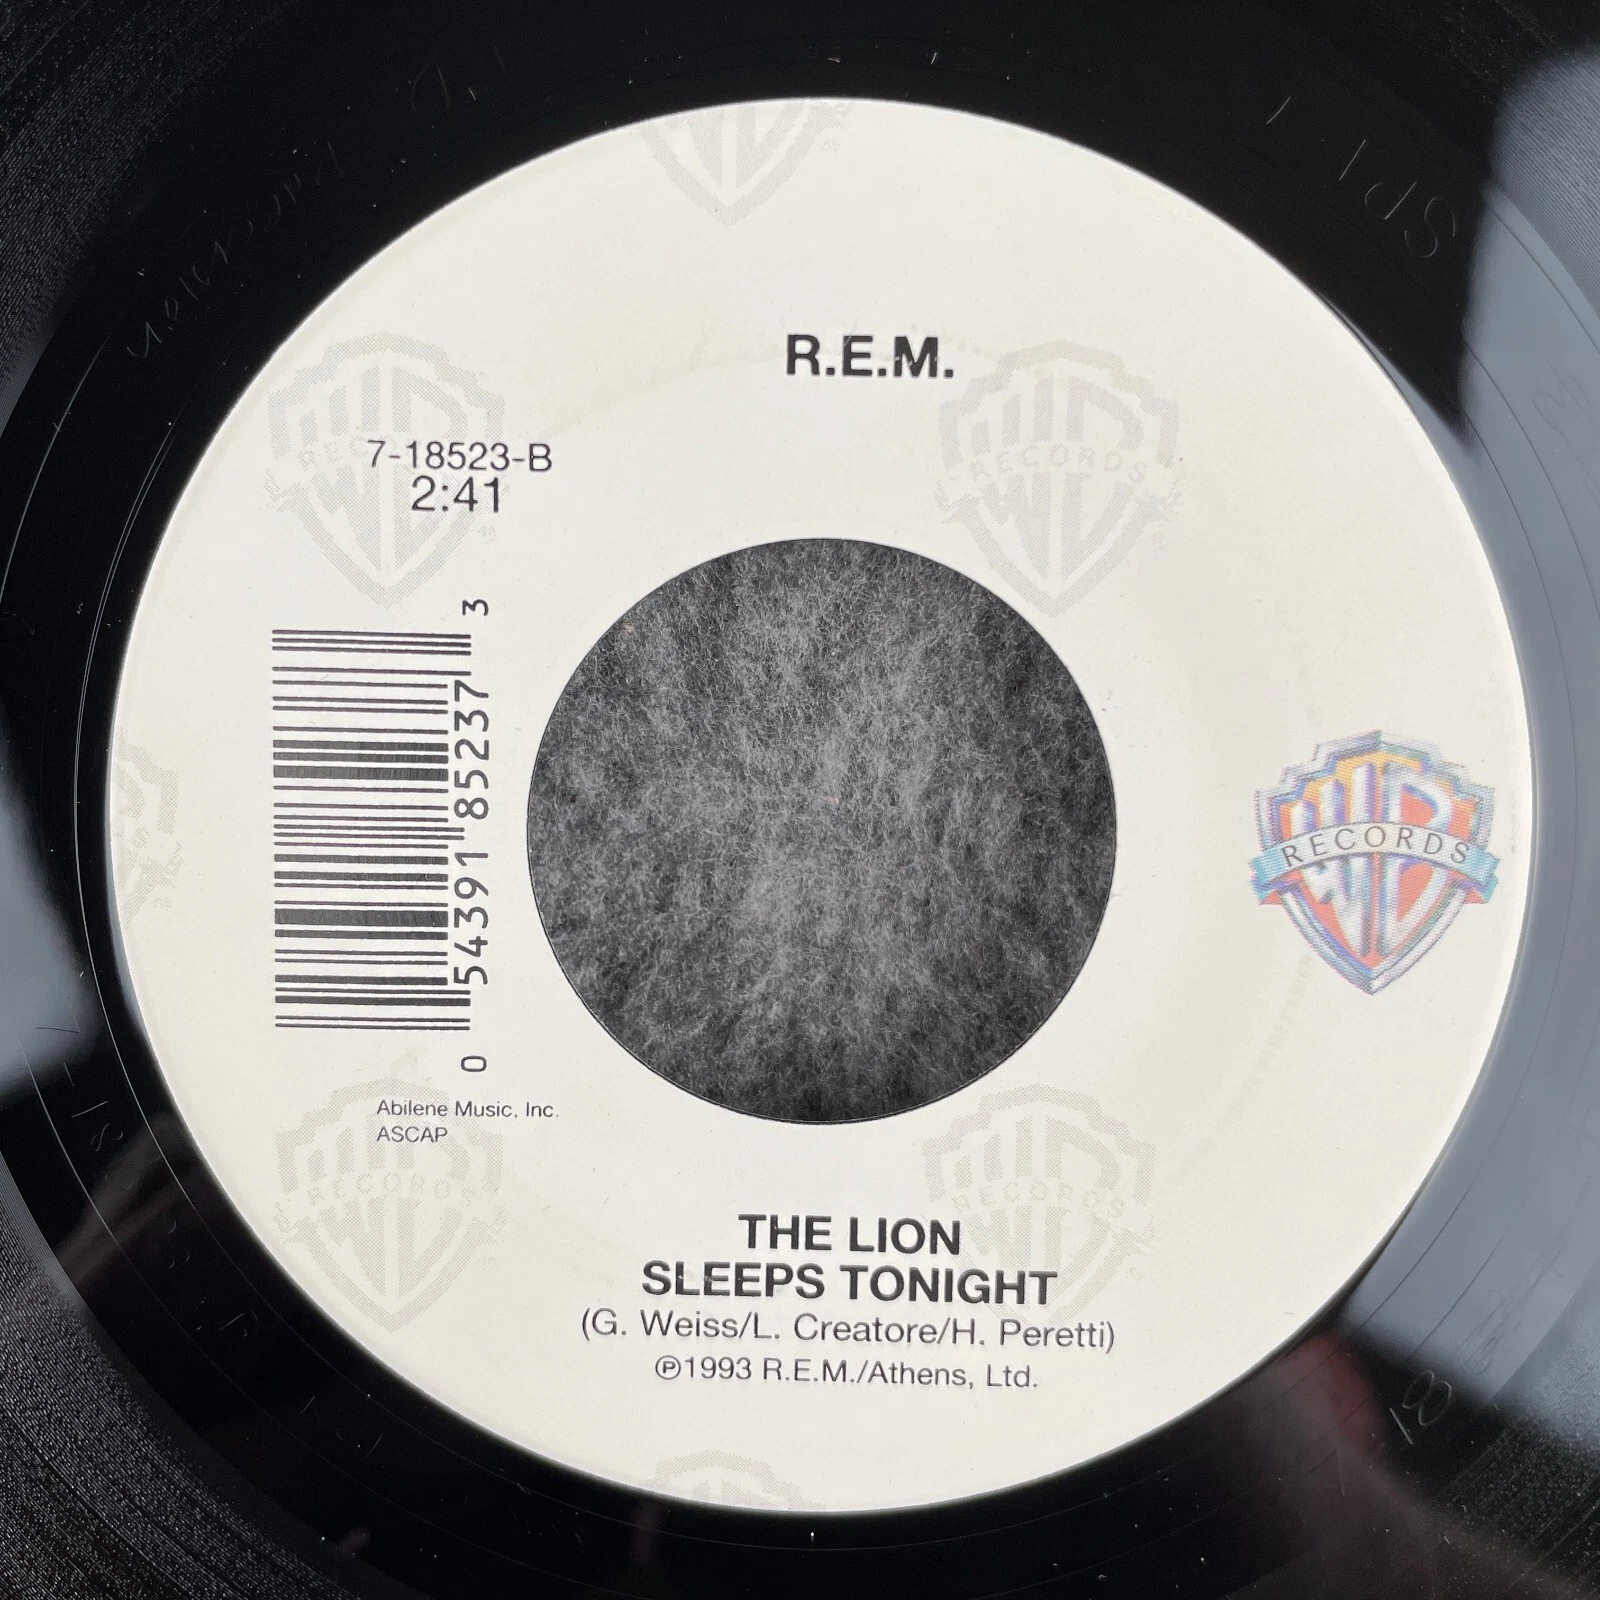 R.E.M.
7-18523-B
2:41
0 54391 85237 3
Abilene Music, Inc.
ASCAP
RECORDS
THE LION
SLEEPS TONIGHT
(G. Weiss/L. Creatore/H. Peretti)
℗1993 R.E.M./Athens, Ltd.
SP1